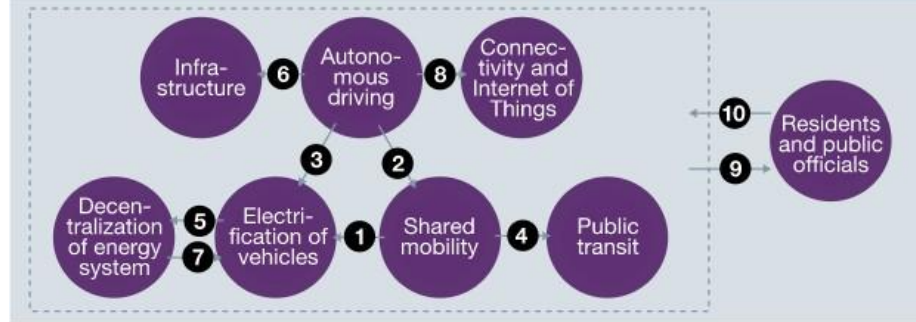 Infra-
structure
6
Autono-
mous
driving
8
Connec-
tivity and
Internet of
Things
10
9
Residents
and public
officials
3
2
Decen-
tralization
of energy
system
5
7
Electri-
fication of
vehicles
1
Shared
mobility
4
Public
transit